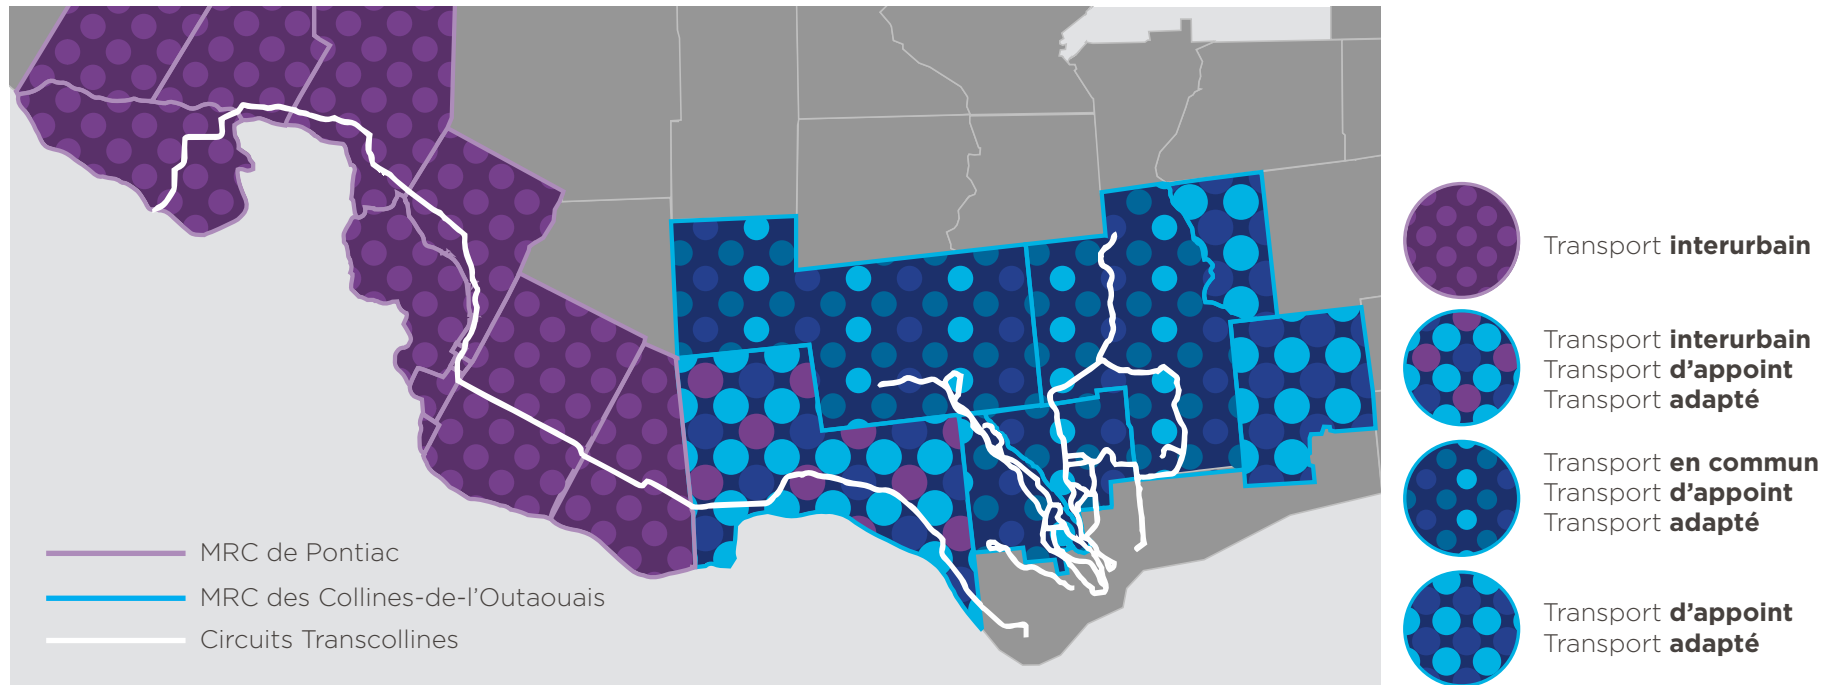 MRC de Pontiac
MRC des Collines-de-l’Outaouais
Circuits Transcollines
Transport interurbain
Transport interurbain
Transport d’appoint
Transport adapté
Transport en commun
Transport d’appoint
Transport adapté
Transport d’appoint
Transport adapté